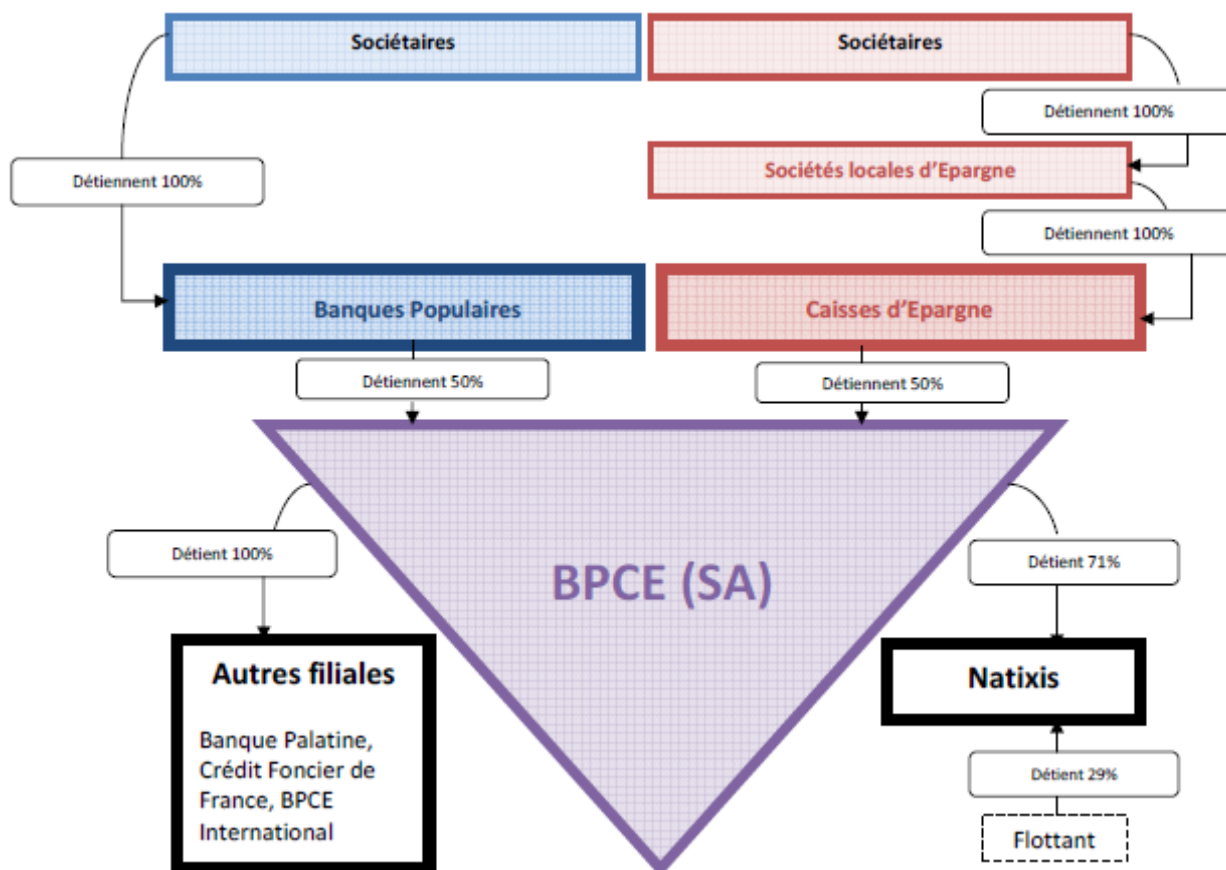 Sociétaires
Sociétaires
Détiennent 100%
Sociétés locales d'Epargne
Détiennent 100%
Détiennent 100%
Banques Populaires
Caisses d'Epargne
Détiennent 50%
Détiennent 50%
BPCE (SA)
Détient 100%
Détient 71%
Autres filiales
Banque Palatine,
Crédit Foncier de
France, BPCE
International
Natixis
Détient 29%
Flottant